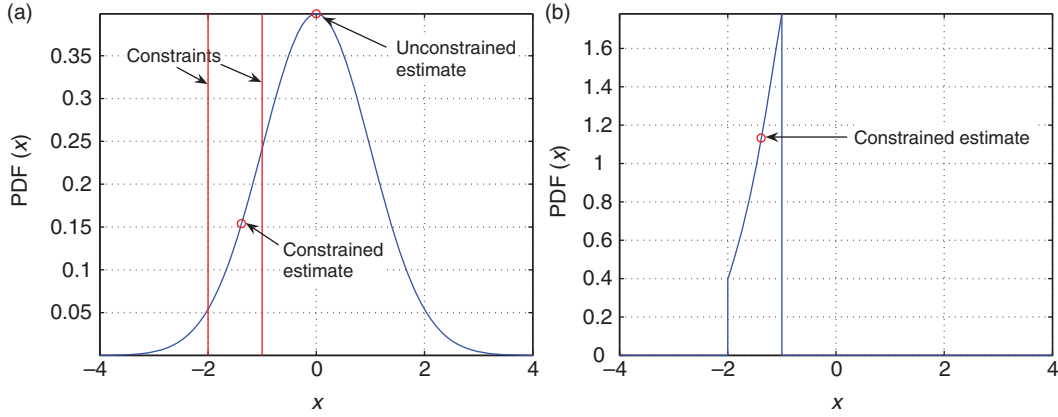 (a)
0.35
0.3
0.25
0.2
0.15
0.1
0.05
PDF (x)
Constraints
Unconstrained
estimate
Constrained
estimate
–4
–2
0
2
4
x
(b)
1.6
1.4
1.2
1
0.8
0.6
0.4
0.2
0
PDF (x)
Constrained estimate
–4
–2
0
2
4
x